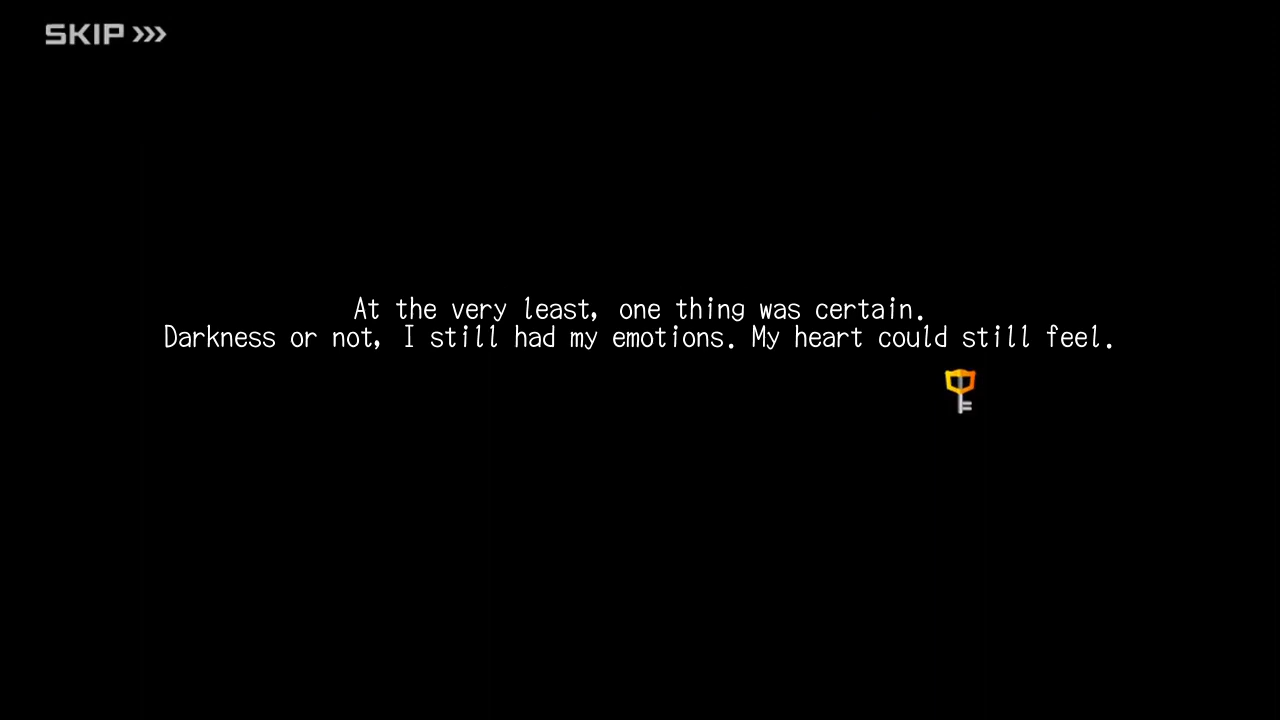 SKIP >>>
At the very least, one thing was certain.
Darkness or not, I still had my emotions. My heart could still feel.